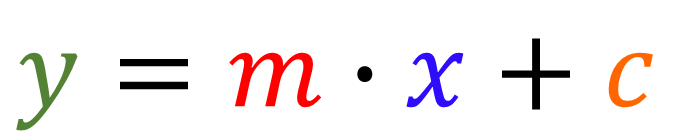 y = m · x + c